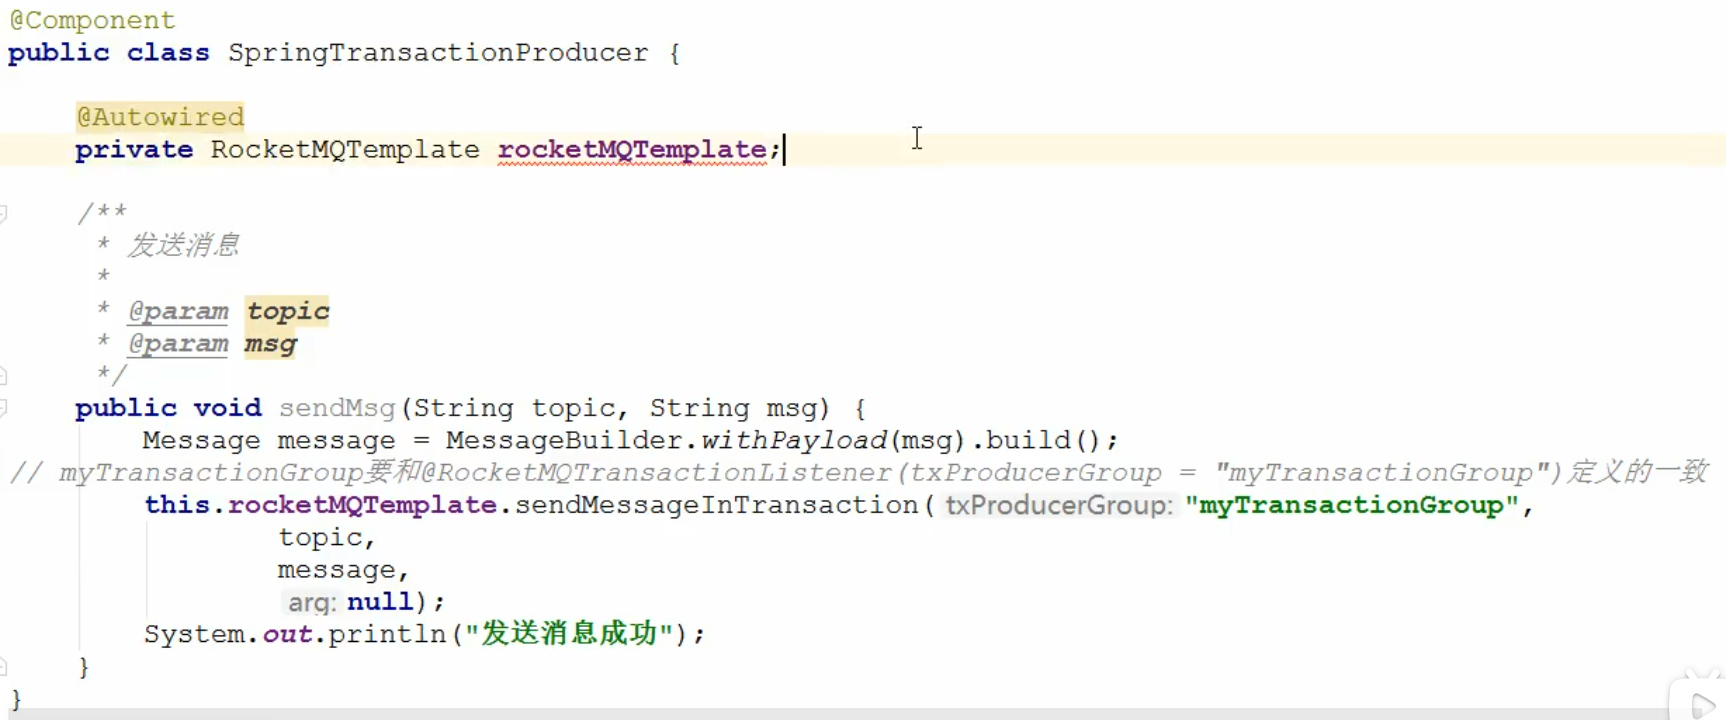 @Component
public class SpringTransactionProducer {
@Autowired
private RocketMQTemplate rocketMQTemplate;
/**
* 发送消息
*
* @param topic
* @param msg
*/
public void sendMsg(String topic, String msg) {
Message message = MessageBuilder.withPayload(msg).build();
// myTransactionGroup要和@RocketMQTransactionListener(txProducerGroup = "myTransactionGroup")定义的一致
this.rocketMQTemplate.sendMessageInTransaction( txProducerGroup: "myTransactionGroup",
topic,
message,
arg: null);
System.out.println("发送消息成功");
}
}